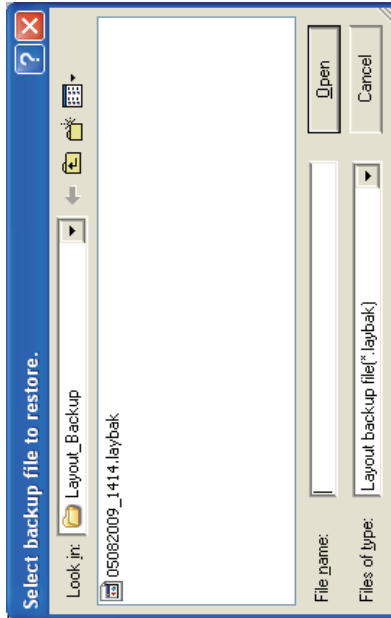 Select backup file to restore.
Look in: Layout_Backup
05082009_1414.laybak
File name: Open
Files of type: Layout backup file(*.laybak) Cancel